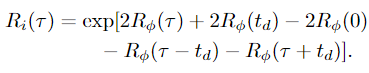 R_i(τ) = exp[2R_ϕ(τ) + 2R_ϕ(t_d) − 2R_ϕ(0)
− R_ϕ(τ − t_d) − R_ϕ(τ + t_d)].